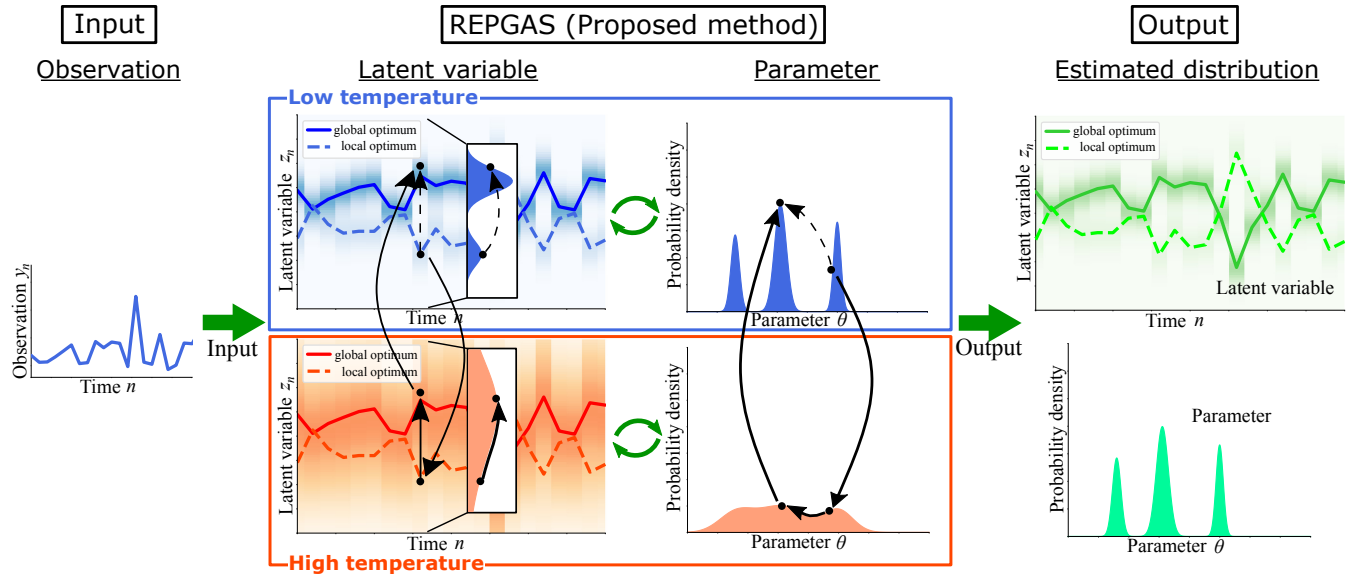 Input
REPGAS (Proposed method)
Output
Observation
Latent variable
Parameter
Estimated distribution
Low temperature
global optimum
local optimum
Latent variable z_n
Time n
Probability density
Parameter θ
global optimum
local optimum
Latent variable z_n
Latent variable
Time n
Observation y_n
Time n
Input
Output
High temperature
global optimum
local optimum
Latent variable z_n
Time n
Probability density
Parameter θ
Parameter
Probability density
Parameter θ